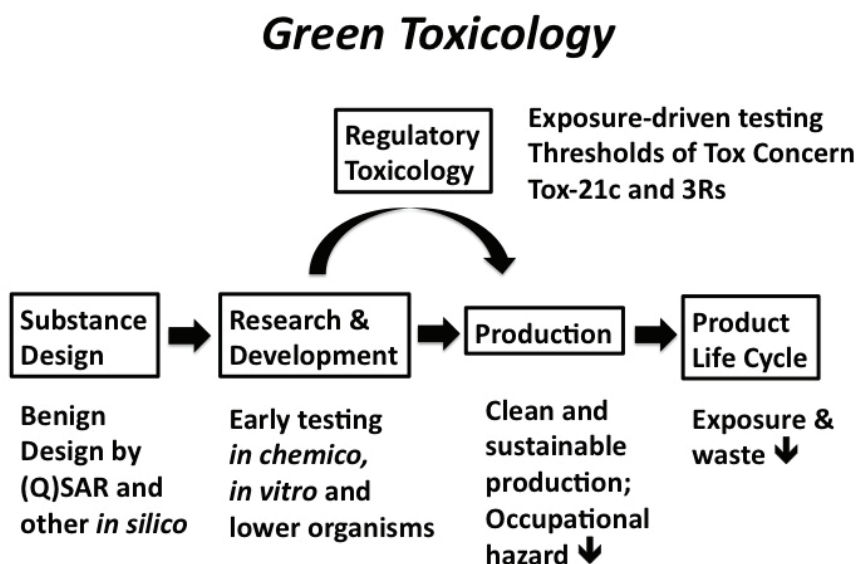 Green Toxicology
Regulatory
Toxicology
Exposure-driven testing
Thresholds of Tox Concern
Tox-21c and 3Rs
Substance
Design
Research &
Development
Production
Product
Life Cycle
Benign
Design by
(Q)SAR and
other in silico
Early testing
in chemico,
in vitro and
lower organisms
Clean and
sustainable
production;
Occupational
hazard 🡇
Exposure &
waste 🡇